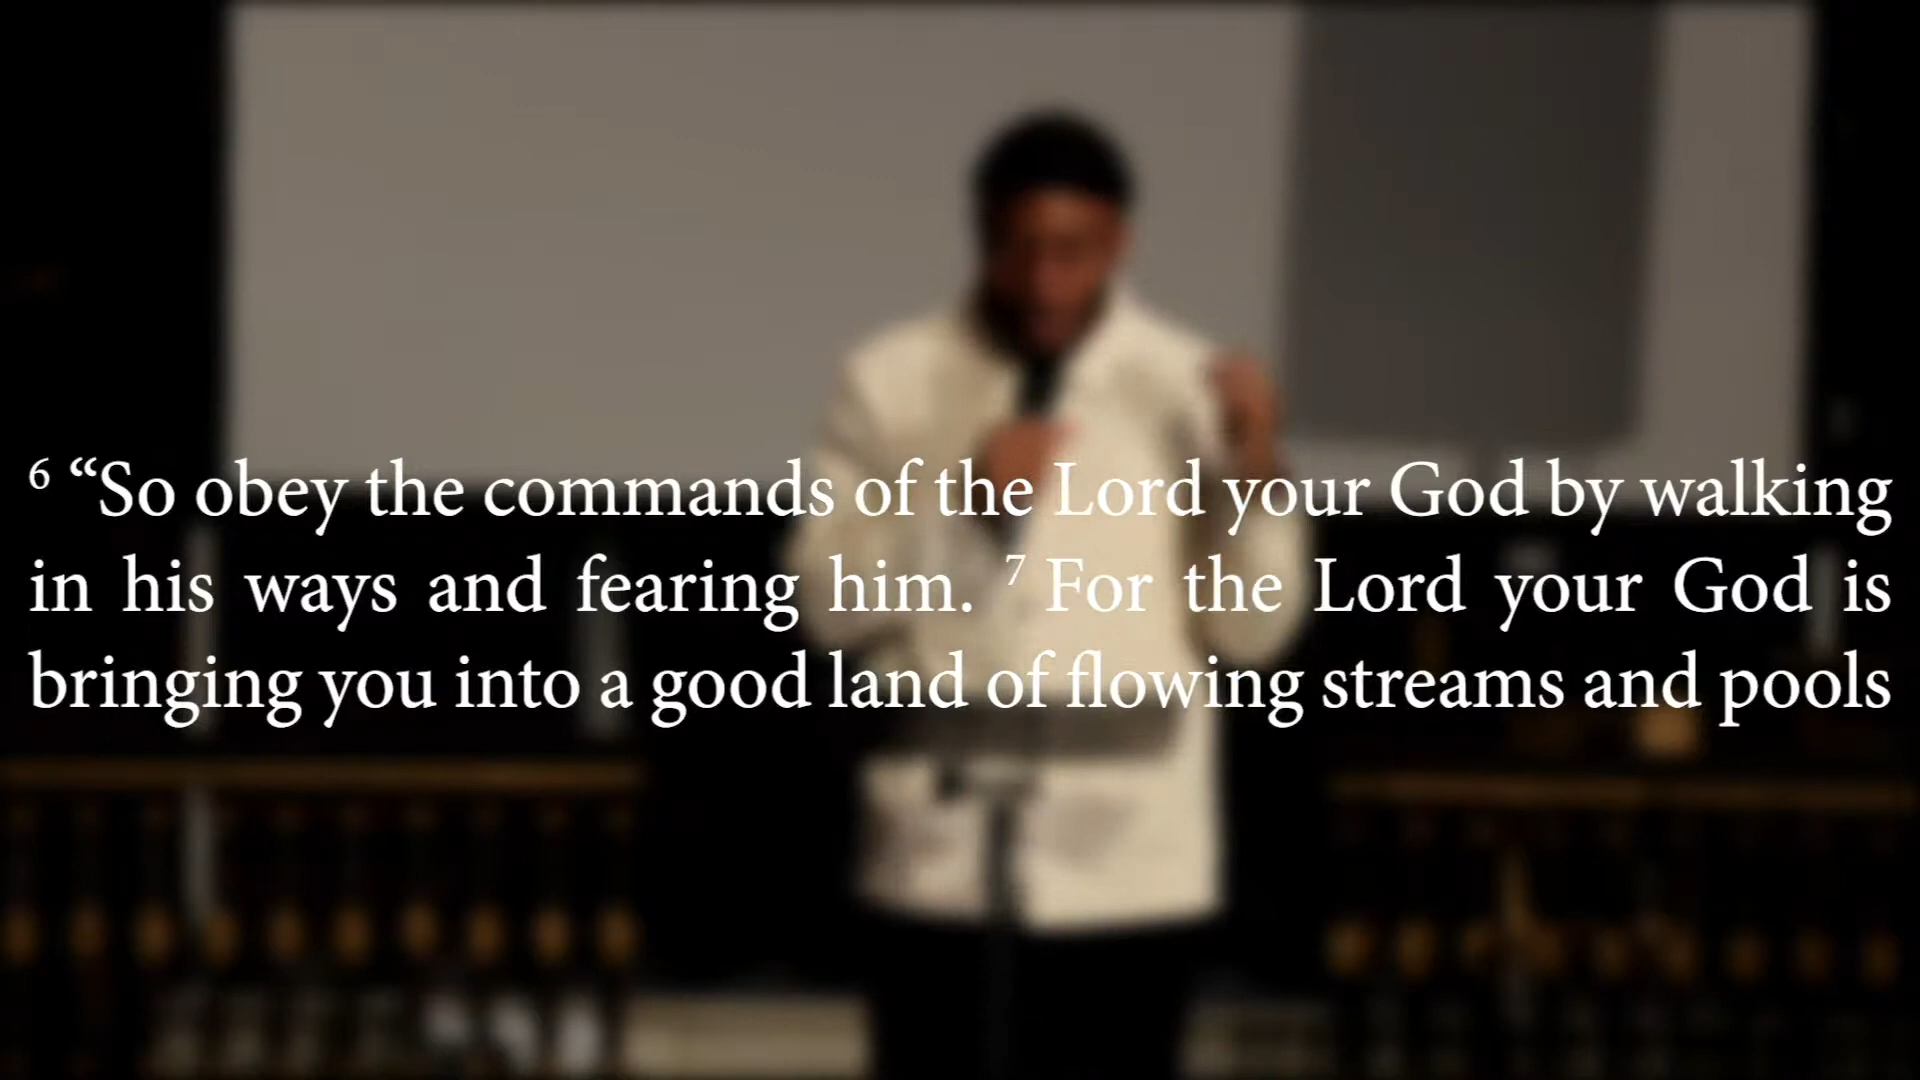 ⁶ “So obey the commands of the Lord your God by walking
in his ways and fearing him. ⁷ For the Lord your God is
bringing you into a good land of flowing streams and pools